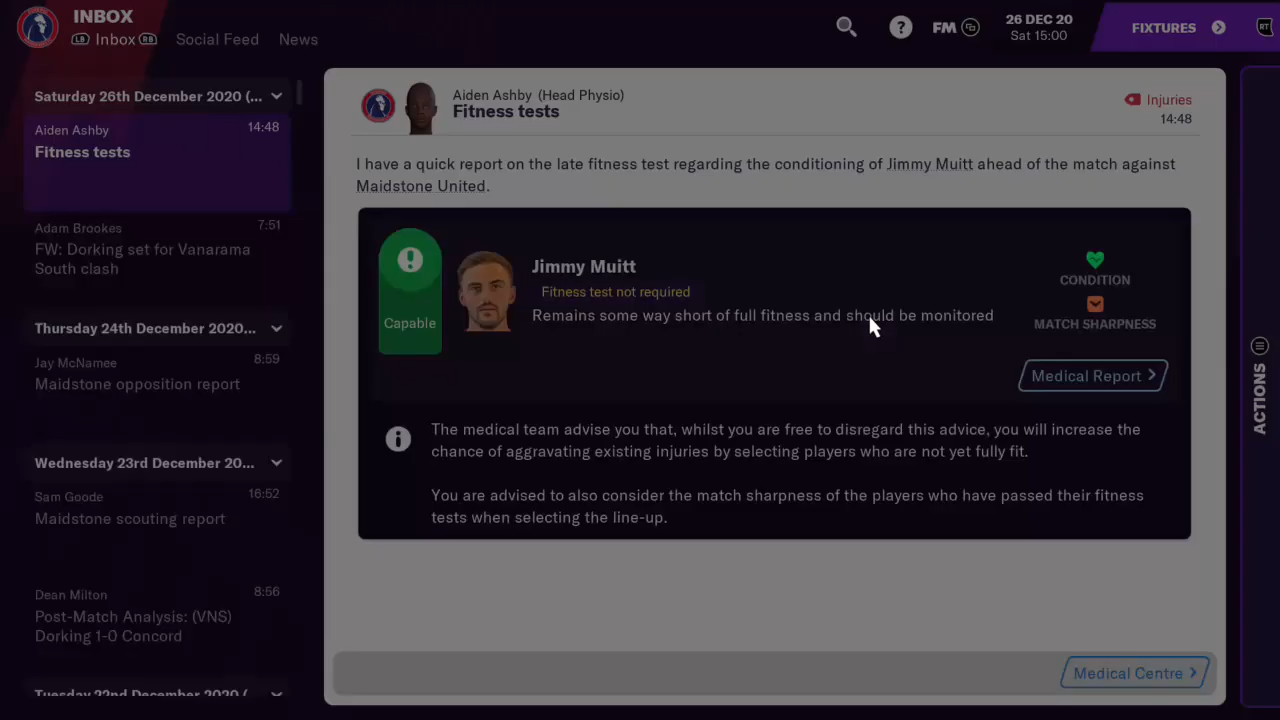 INBOX
LB Inbox RB
Social Feed
News
FM
26 DEC 20
Sat 15:00
FIXTURES
RT
Saturday 26th December 2020 (...
Aiden Ashby
14:48
Fitness tests
Adam Brookes
7:51
FW: Dorking set for Vanarama
South clash
Thursday 24th December 2020...
Jay McNamee
8:59
Maidstone opposition report
Wednesday 23rd December 20...
Sam Goode
16:52
Maidstone scouting report
Dean Milton
8:56
Post-Match Analysis: (VNS)
Dorking 1-0 Concord
Tuesday 22nd December 2020 (
Aiden Ashby (Head Physio)
Fitness tests
Injuries
14:48
I have a quick report on the late fitness test regarding the conditioning of Jimmy Muitt ahead of the match against
Maidstone United.
Capable
Jimmy Muitt
Fitness test not required
Remains some way short of full fitness and should be monitored
CONDITION
MATCH SHARPNESS
Medical Report
The medical team advise you that, whilst you are free to disregard this advice, you will increase the
chance of aggravating existing injuries by selecting players who are not yet fully fit.
You are advised to also consider the match sharpness of the players who have passed their fitness
tests when selecting the line-up.
Medical Centre
ACTIONS